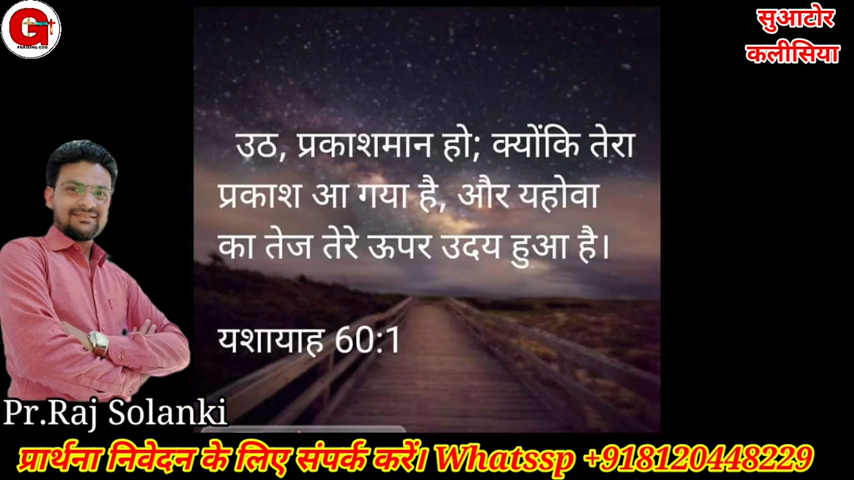 सुआटोर
कलीसिया
उठ, प्रकाशमान हो; क्योंकि तेरा
प्रकाश आ गया है, और यहोवा
का तेज तेरे ऊपर उदय हुआ है।
यशायाह 60:1
Pr.Raj Solanki
प्रार्थना निवेदन के लिए संपर्क करें। Whatssp +918120448229